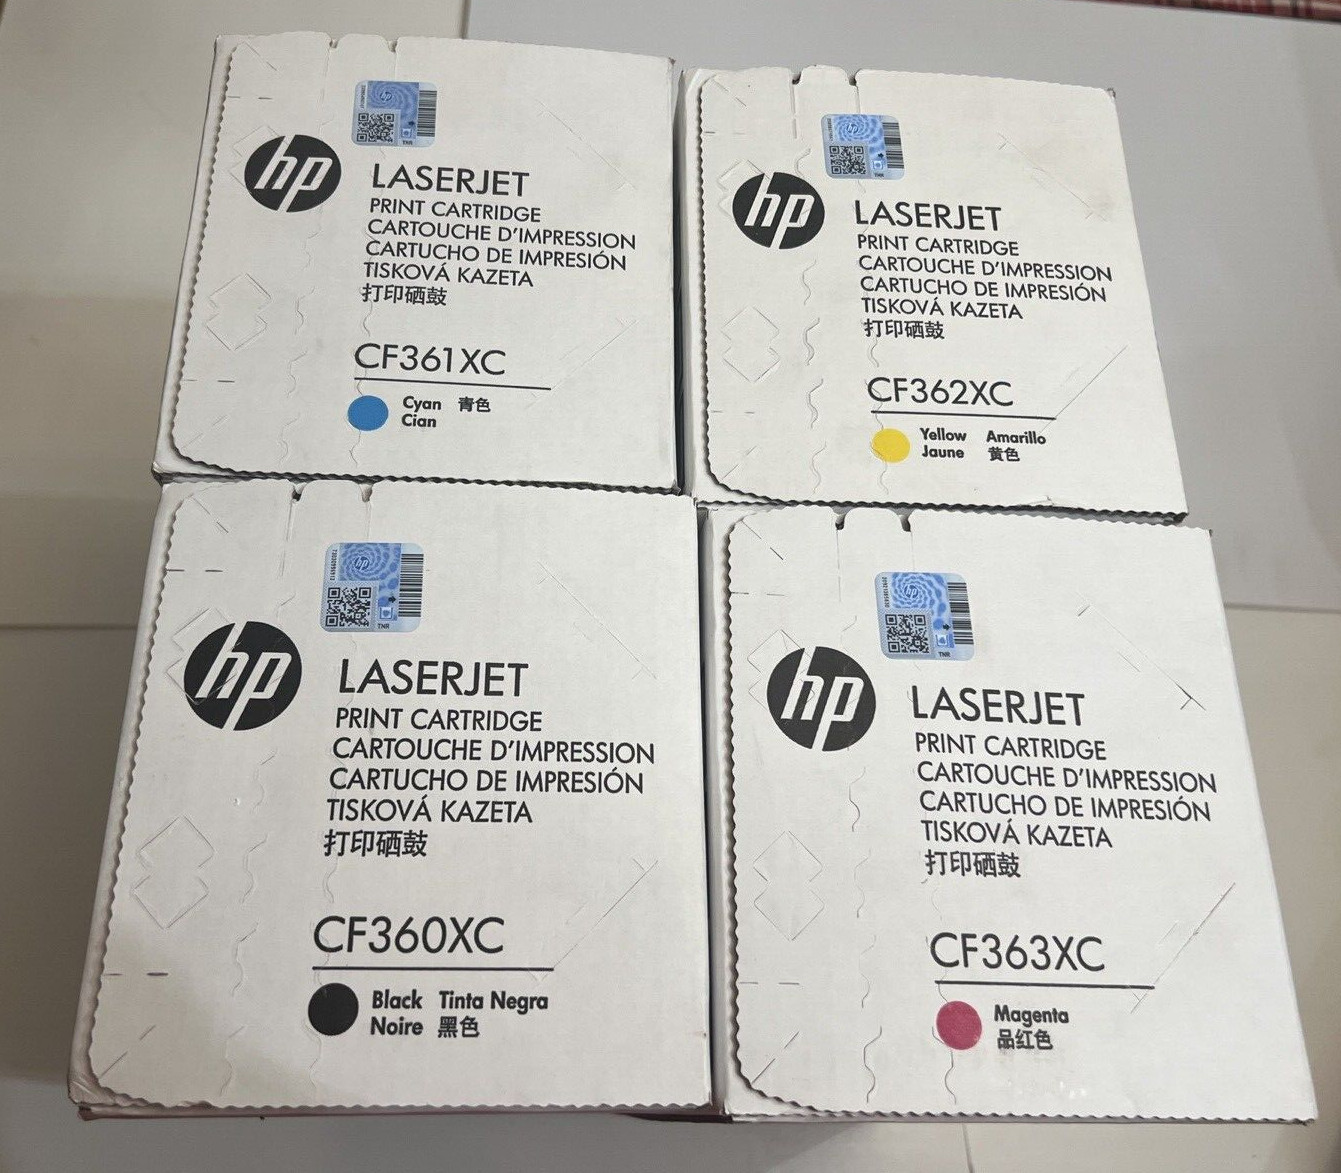 hp
LASERJET
PRINT CARTRIDGE
CARTOUCHE D'IMPRESSION
CARTUCHO DE IMPRESIÓN
TISKOVÁ KAZETA
打印硒鼓
CF361XC
Cyan 青色
Cian
hp
LASERJET
PRINT CARTRIDGE
CARTOUCHE D'IMPRESSION
CARTUCHO DE IMPRESIÓN
TISKOVÁ KAZETA
打印硒鼓
CF362XC
Yellow Amarillo
Jaune 黄色
hp
TNR
hp
LASERJET
PRINT CARTRIDGE
CARTOUCHE D'IMPRESSION
CARTUCHO DE IMPRESIÓN
TISKOVÁ KAZETA
打印硒鼓
CF360XC
Black Tinta Negra
Noire 黑色
hp
TNR
hp
LASERJET
PRINT CARTRIDGE
CARTOUCHE D'IMPRESSION
CARTUCHO DE IMPRESIÓN
TISKOVÁ KAZETA
打印硒鼓
CF363XC
Magenta
品红色